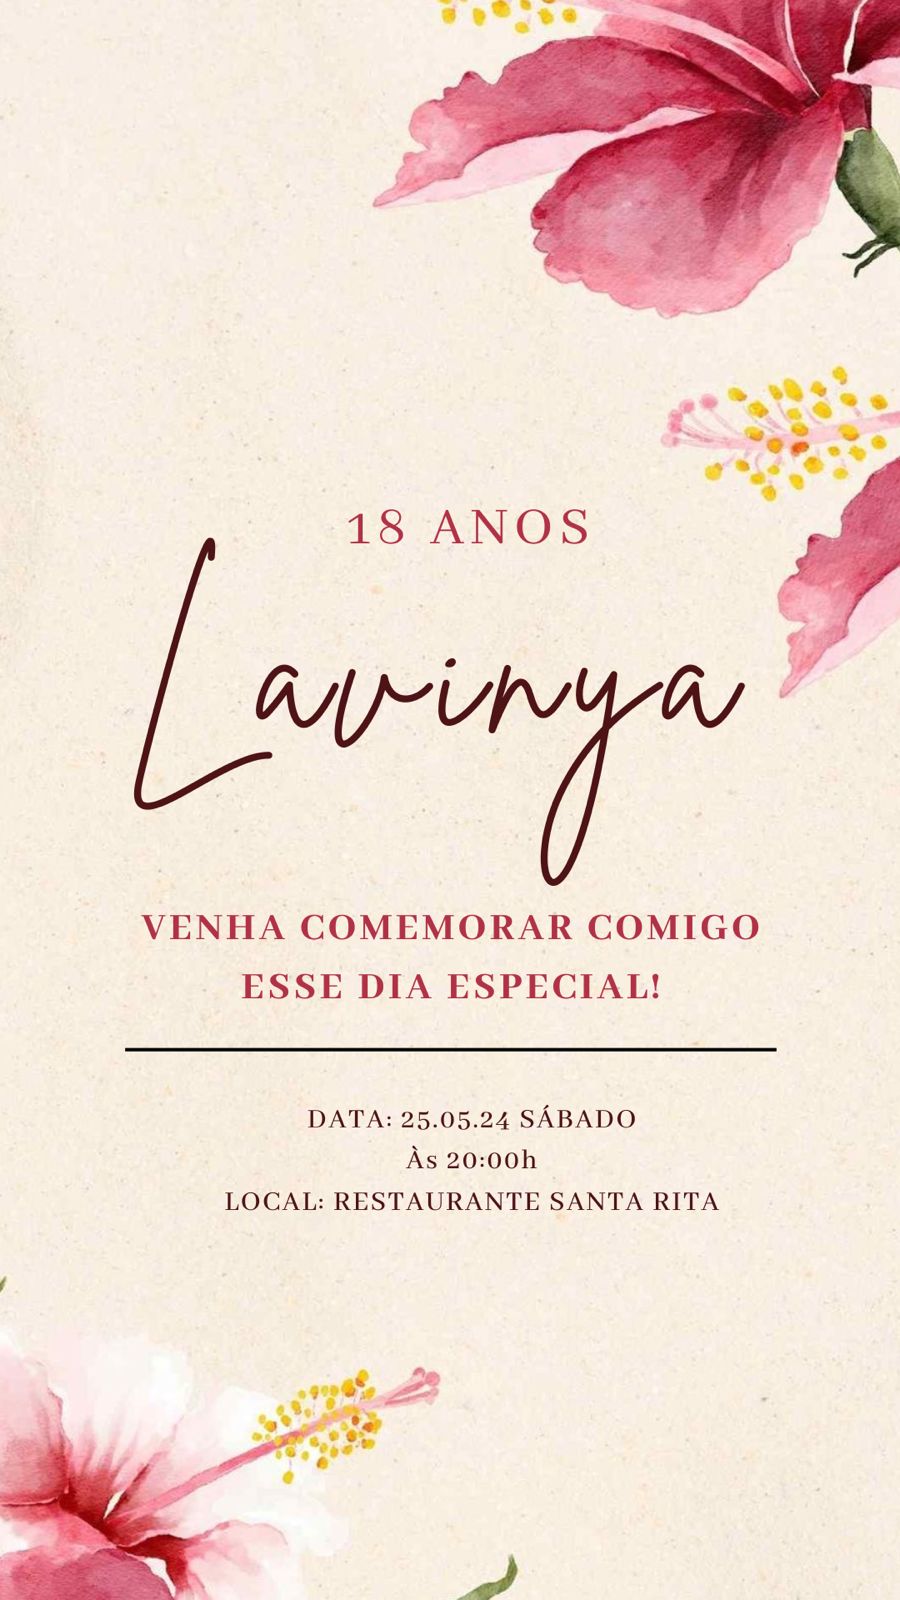 18 ANOS
Lavinya
VENHA COMEMORAR COMIGO
ESSE DIA ESPECIAL!
DATA: 25.05.24 SÁBADO
Às 20:00h
LOCAL: RESTAURANTE SANTA RITA